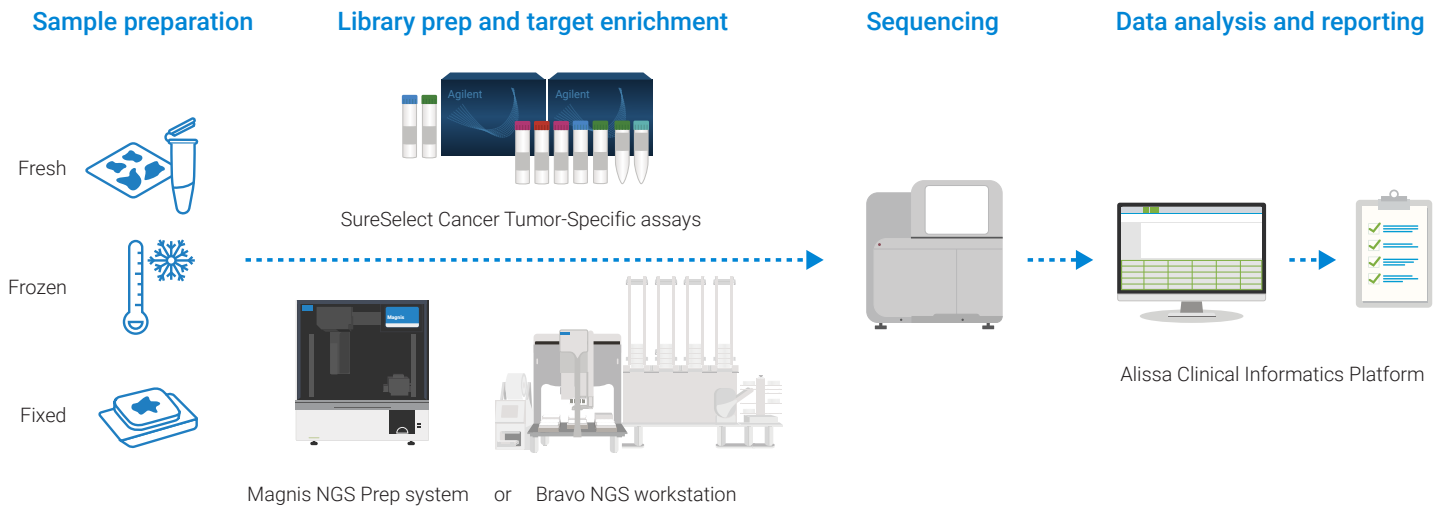 Sample preparation
Library prep and target enrichment
Sequencing
Data analysis and reporting
Agilent
Agilent
Fresh
SureSelect Cancer Tumor-Specific assays
Frozen
Magnis
Alissa Clinical Informatics Platform
Fixed
Magnis NGS Prep system or Bravo NGS workstation